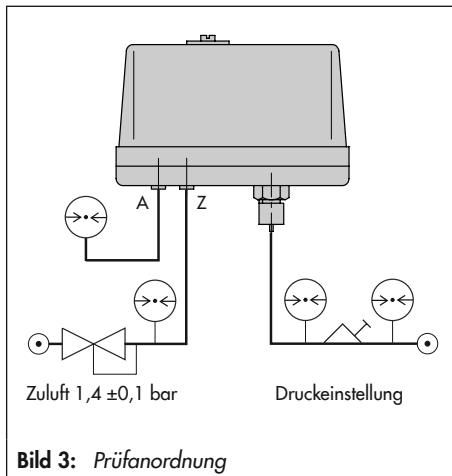 A
Z
Zuluft 1,4 ±0,1 bar
Druckeinstellung
Bild 3: Prüfanordnung